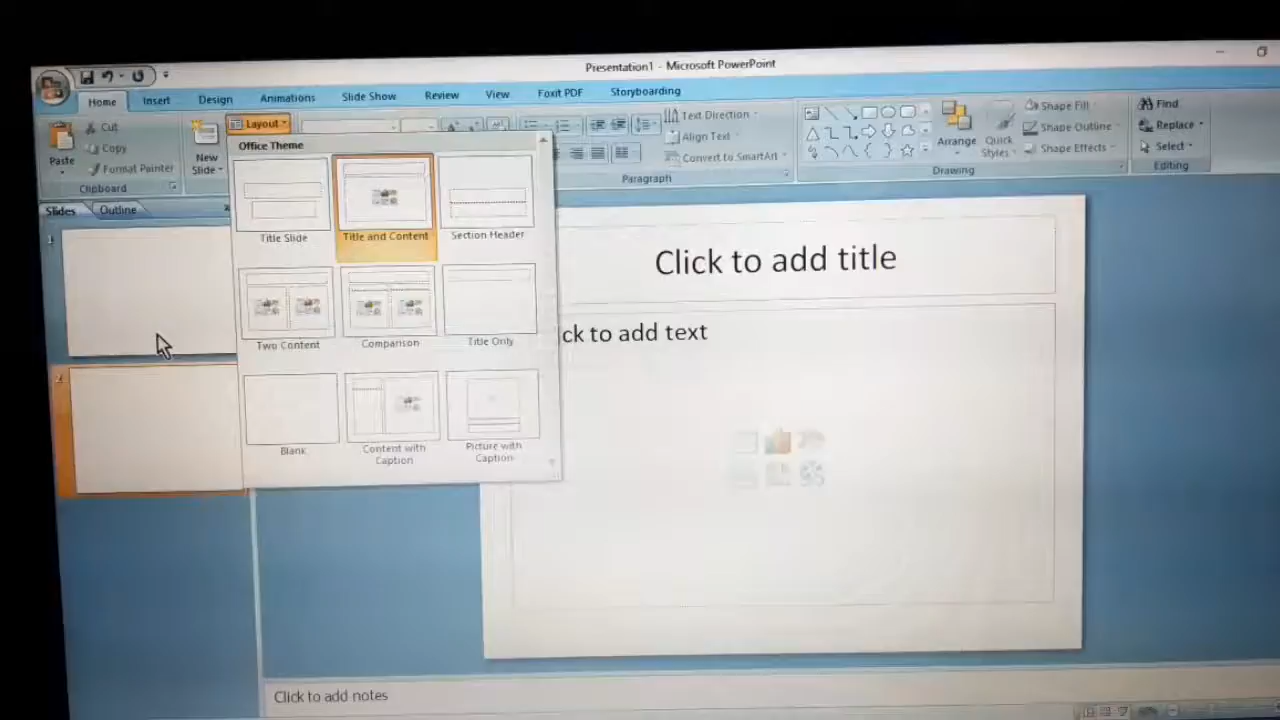 Presentation1 - Microsoft PowerPoint
Home Insert Design Animations Slide Show Review View Foxit PDF Storyboarding
Paste
Cut
Copy
Format Painter
Clipboard
New Slide
Layout
Text Direction
Align Text
Convert to SmartArt
Paragraph
Arrange
Quick Styles
Shape Fill
Shape Outline
Shape Effects
Drawing
Find
Replace
Select
Editing
Slides Outline
Office Theme
Title Slide Title and Content Section Header
Two Content Comparison Title Only
Blank Content with Caption Picture with Caption
1
2
Click to add title
ck to add text
Click to add notes